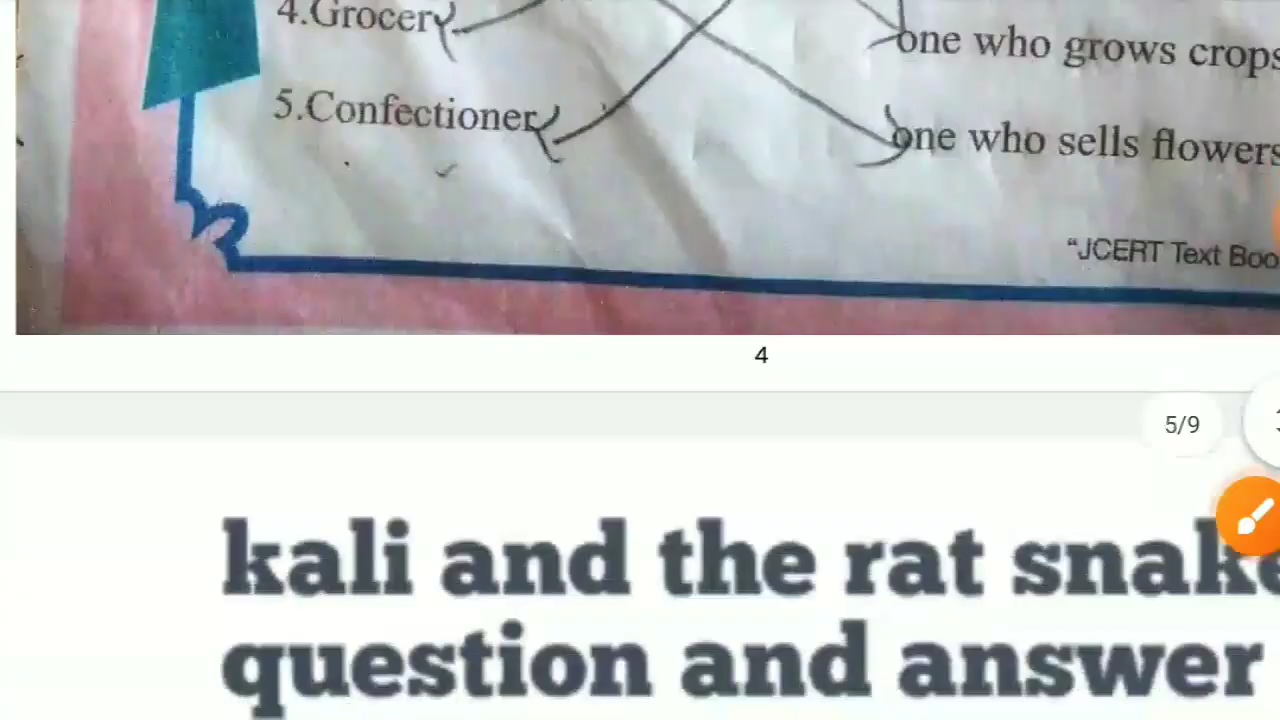 4.Grocery
one who grows crops
5.Confectioner
one who sells flowers
"JCERT Text Boo
4
5/9
kali and the rat snake
question and answer